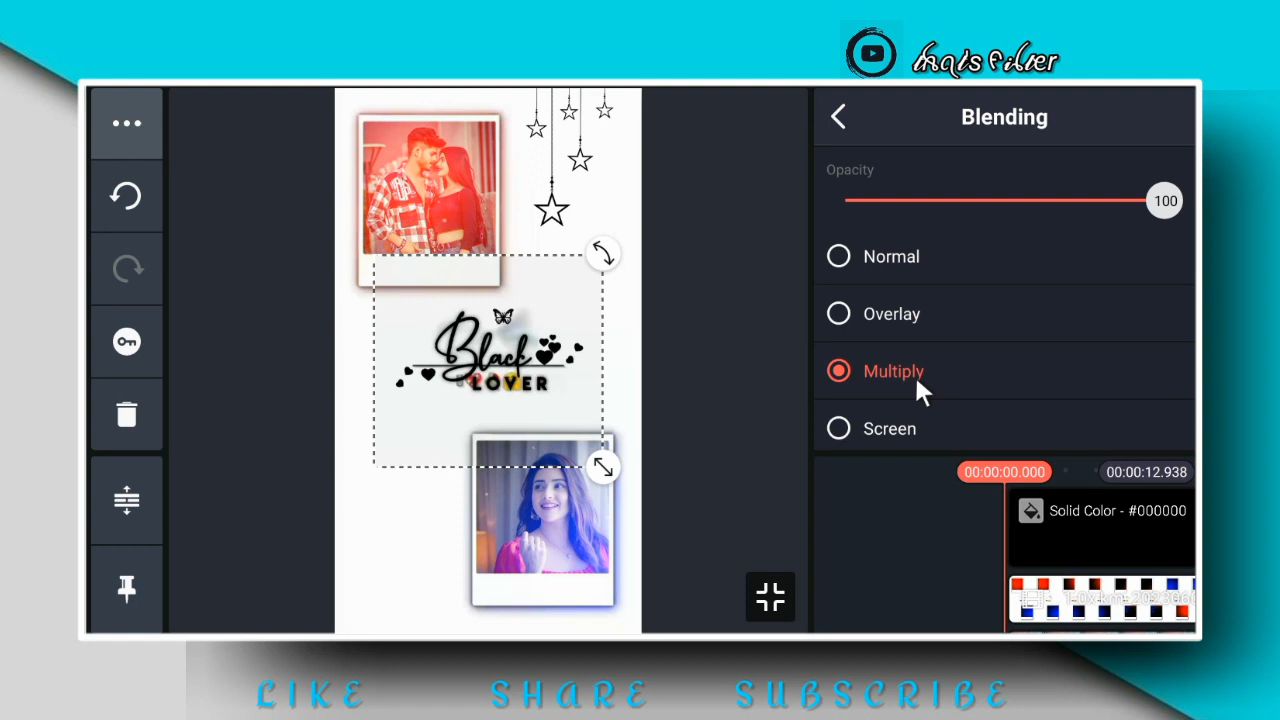 Blending
Opacity
100
Normal
Overlay
Multiply
Screen
Black
LOVER
00:00:00.000
00:00:12.938
Solid Color - #000000
LIKE SHARE SUBSCRIBE